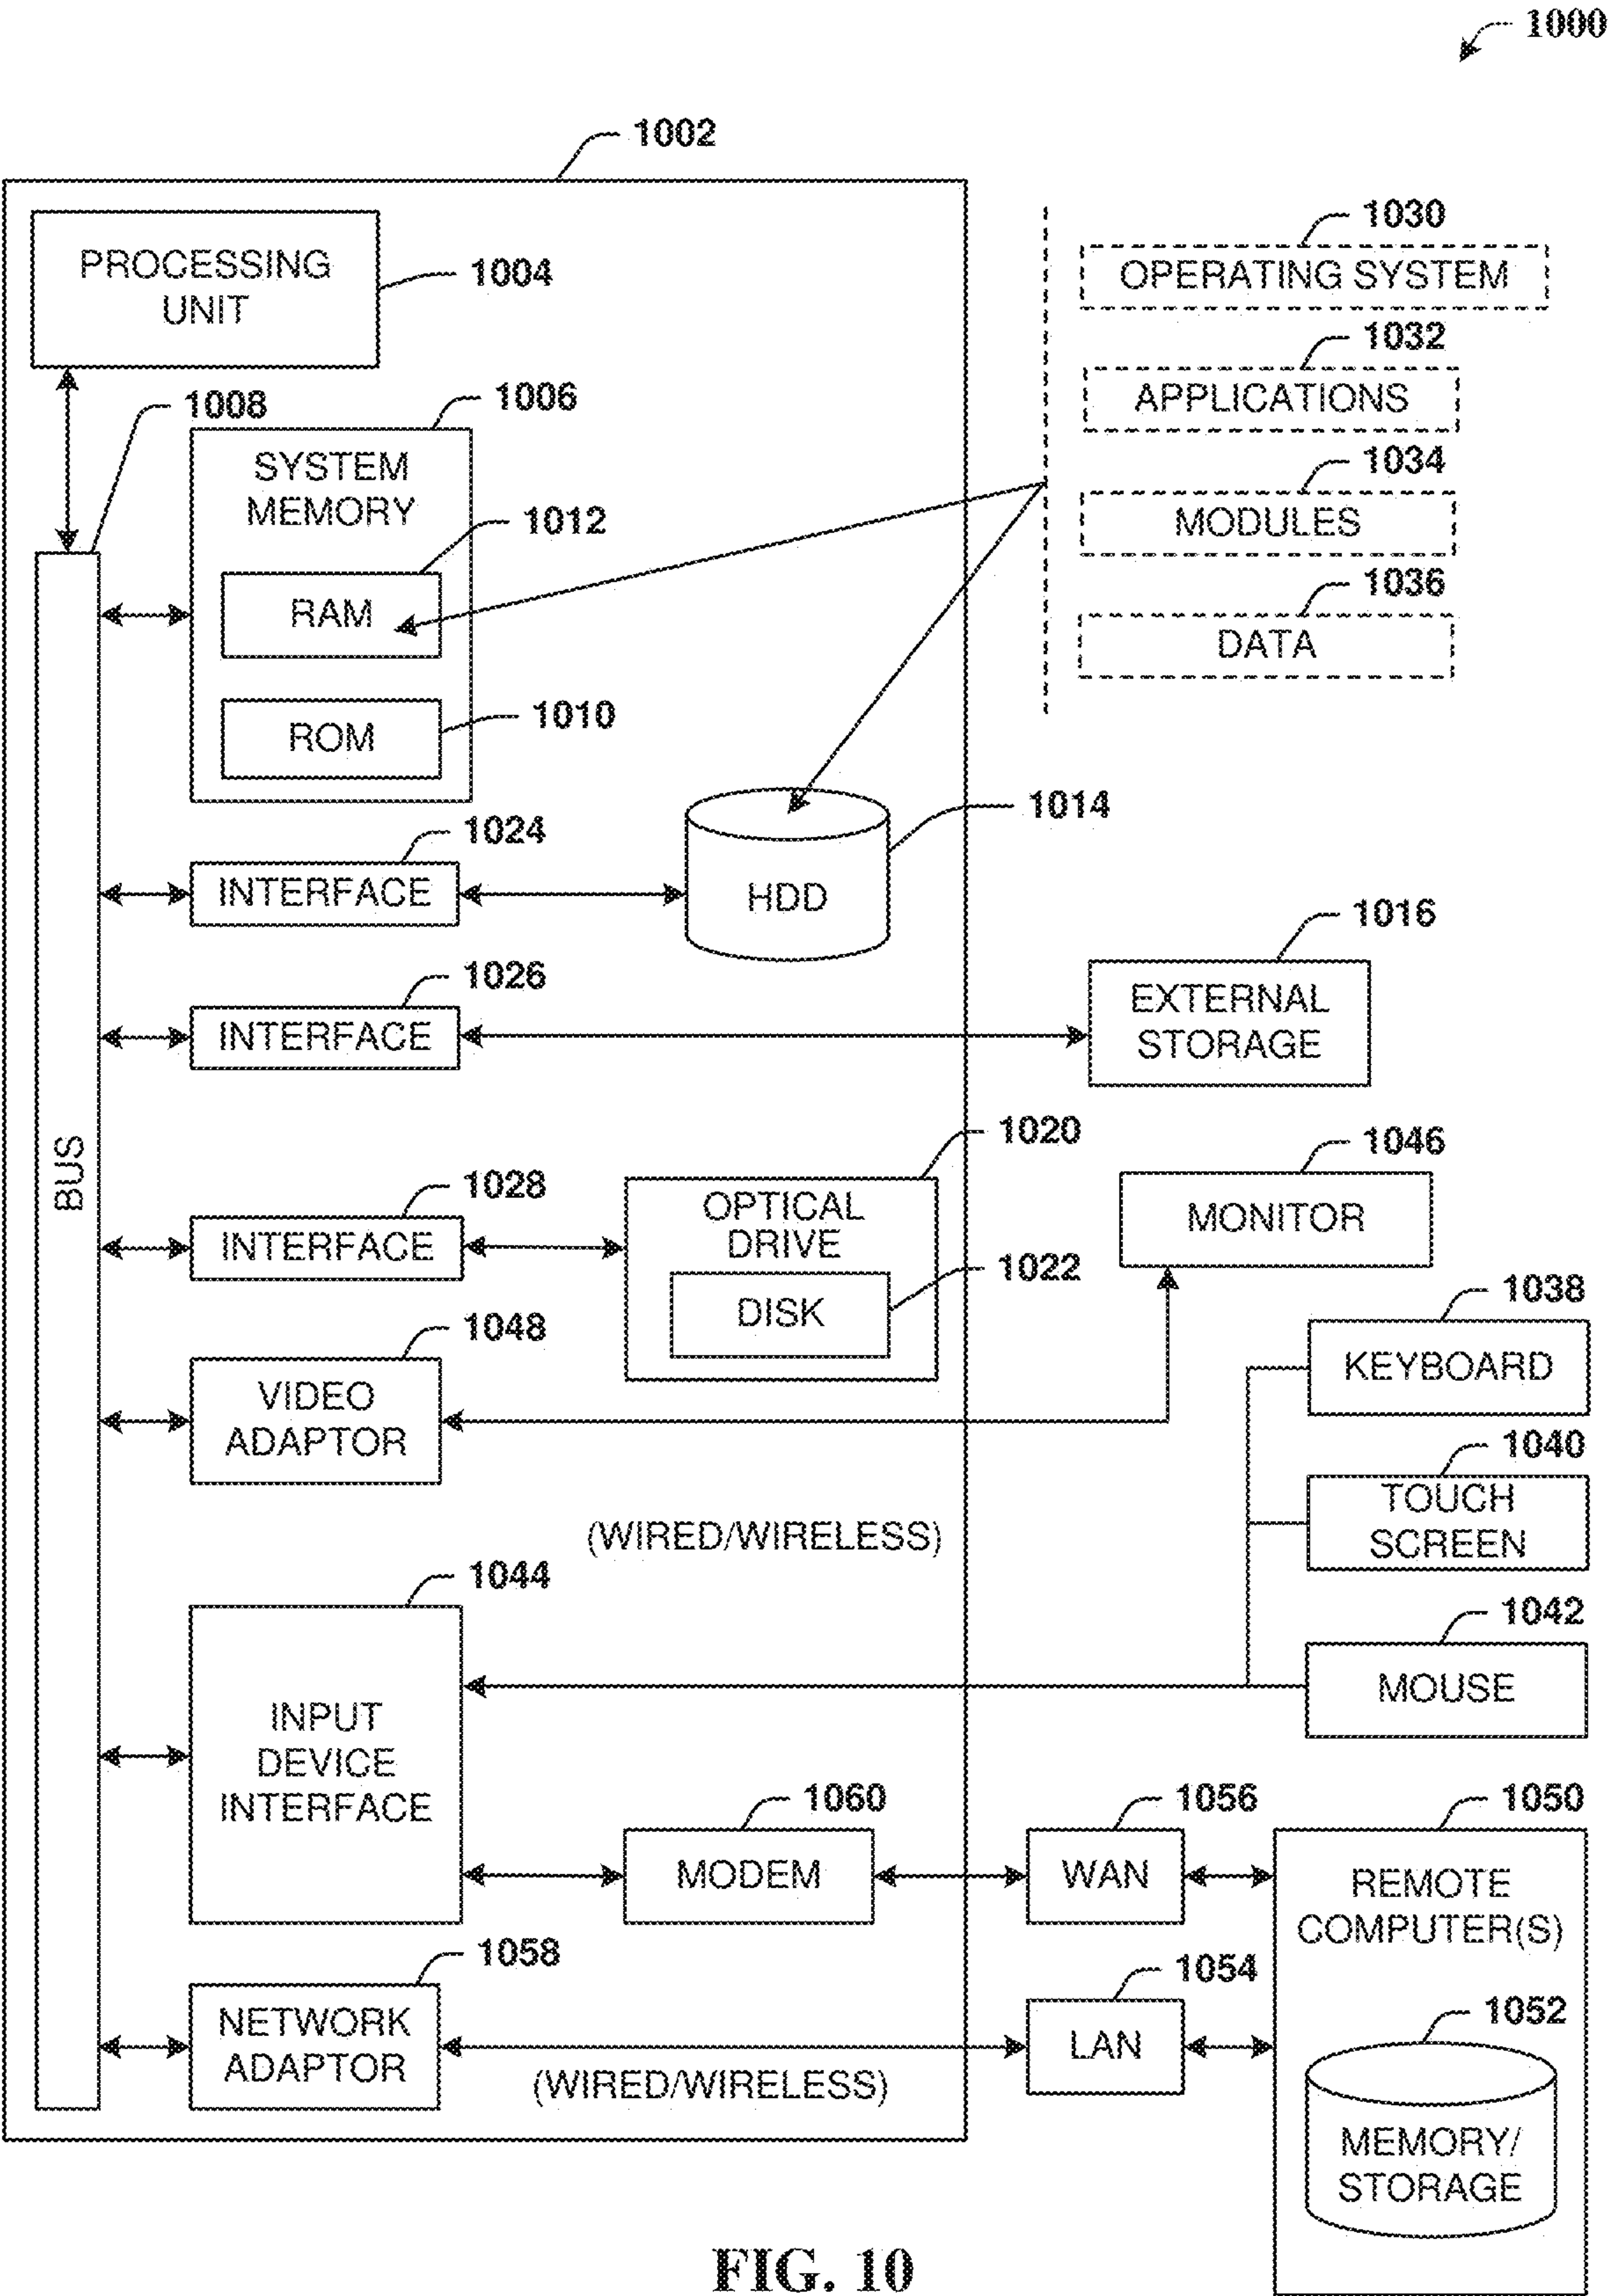 1000
1002
PROCESSING
UNIT
1004
1030
OPERATING SYSTEM
1032
APPLICATIONS
1034
MODULES
1036
DATA
1008
1006
SYSTEM
MEMORY
1012
RAM
1010
ROM
1014
HDD
1024
INTERFACE
1016
EXTERNAL
STORAGE
1026
INTERFACE
BUS
1020
OPTICAL
DRIVE
1022
DISK
1028
INTERFACE
1046
MONITOR
1048
VIDEO
ADAPTOR
1038
KEYBOARD
1040
TOUCH
SCREEN
(WIRED/WIRELESS)
1042
MOUSE
1044
INPUT
DEVICE
INTERFACE
1060
MODEM
1056
WAN
1050
REMOTE
COMPUTER(S)
1058
NETWORK
ADAPTOR
(WIRED/WIRELESS)
1054
LAN
1052
MEMORY/
STORAGE
FIG. 10